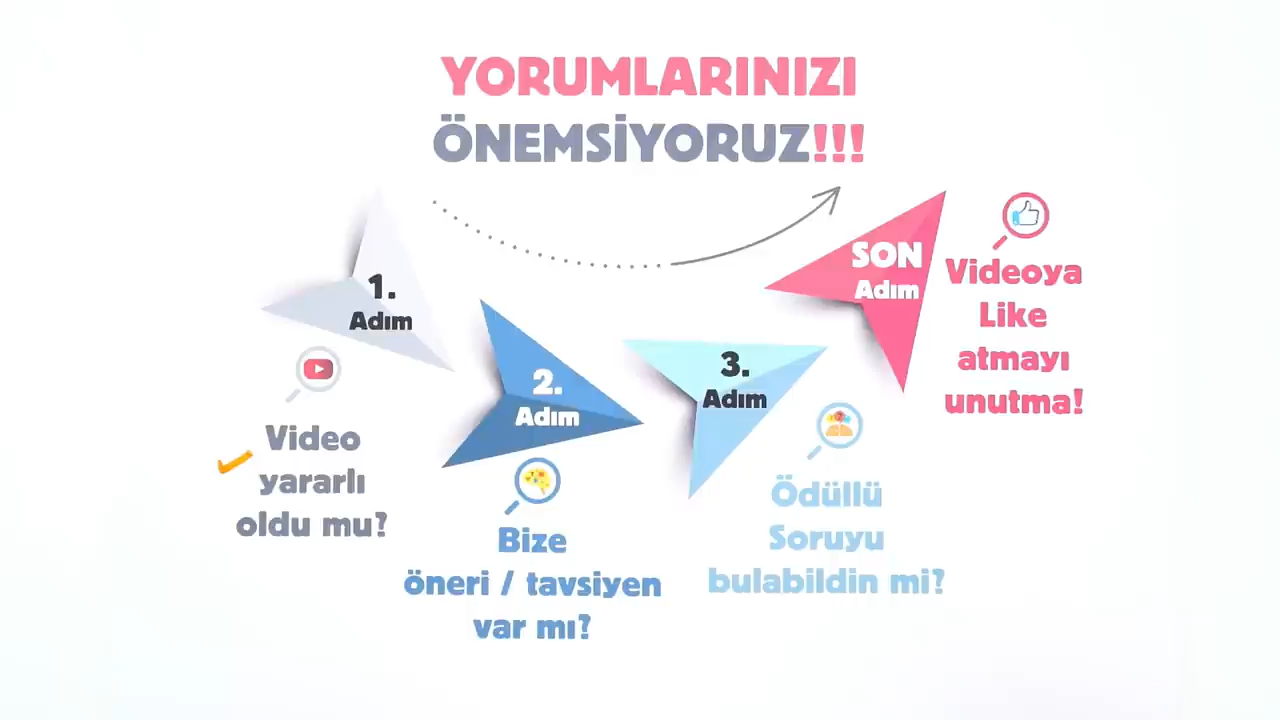 YORUMLARINIZI
ÖNEMSİYORUZ!!!
1.
Adım
Video
yararlı
oldu mu?
2.
Adım
Bize
öneri / tavsiyen
var mı?
3.
Adım
Ödüllü
Soruyu
bulabildin mi?
SON
Adım
Videoya
Like
atmayı
unutma!